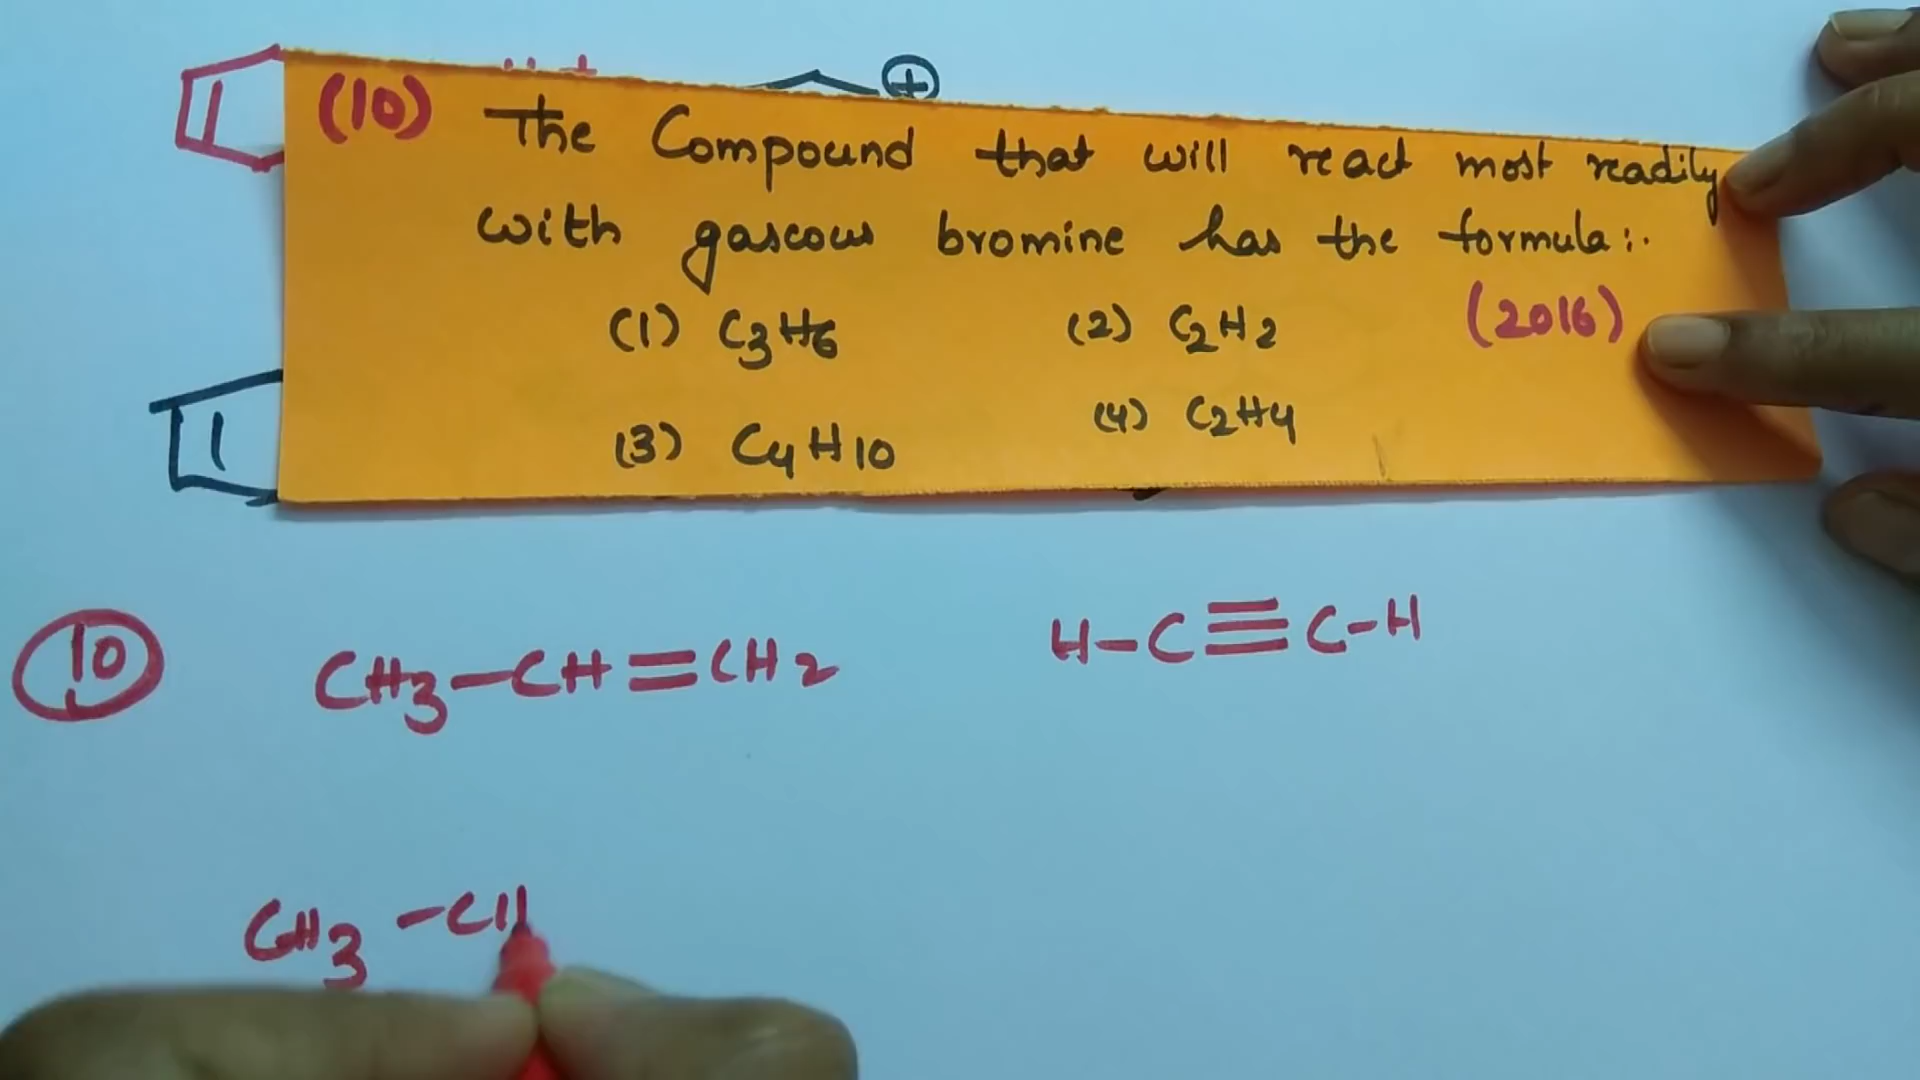 (10) The Compound that will react most readily
with gaseous bromine has the formula:.
(1) C3H6 (2) C2H2 (2016)
(3) C4H10 (4) C2H4
10 CH3-CH=CH2 H-C≡C-H
CH3-CH